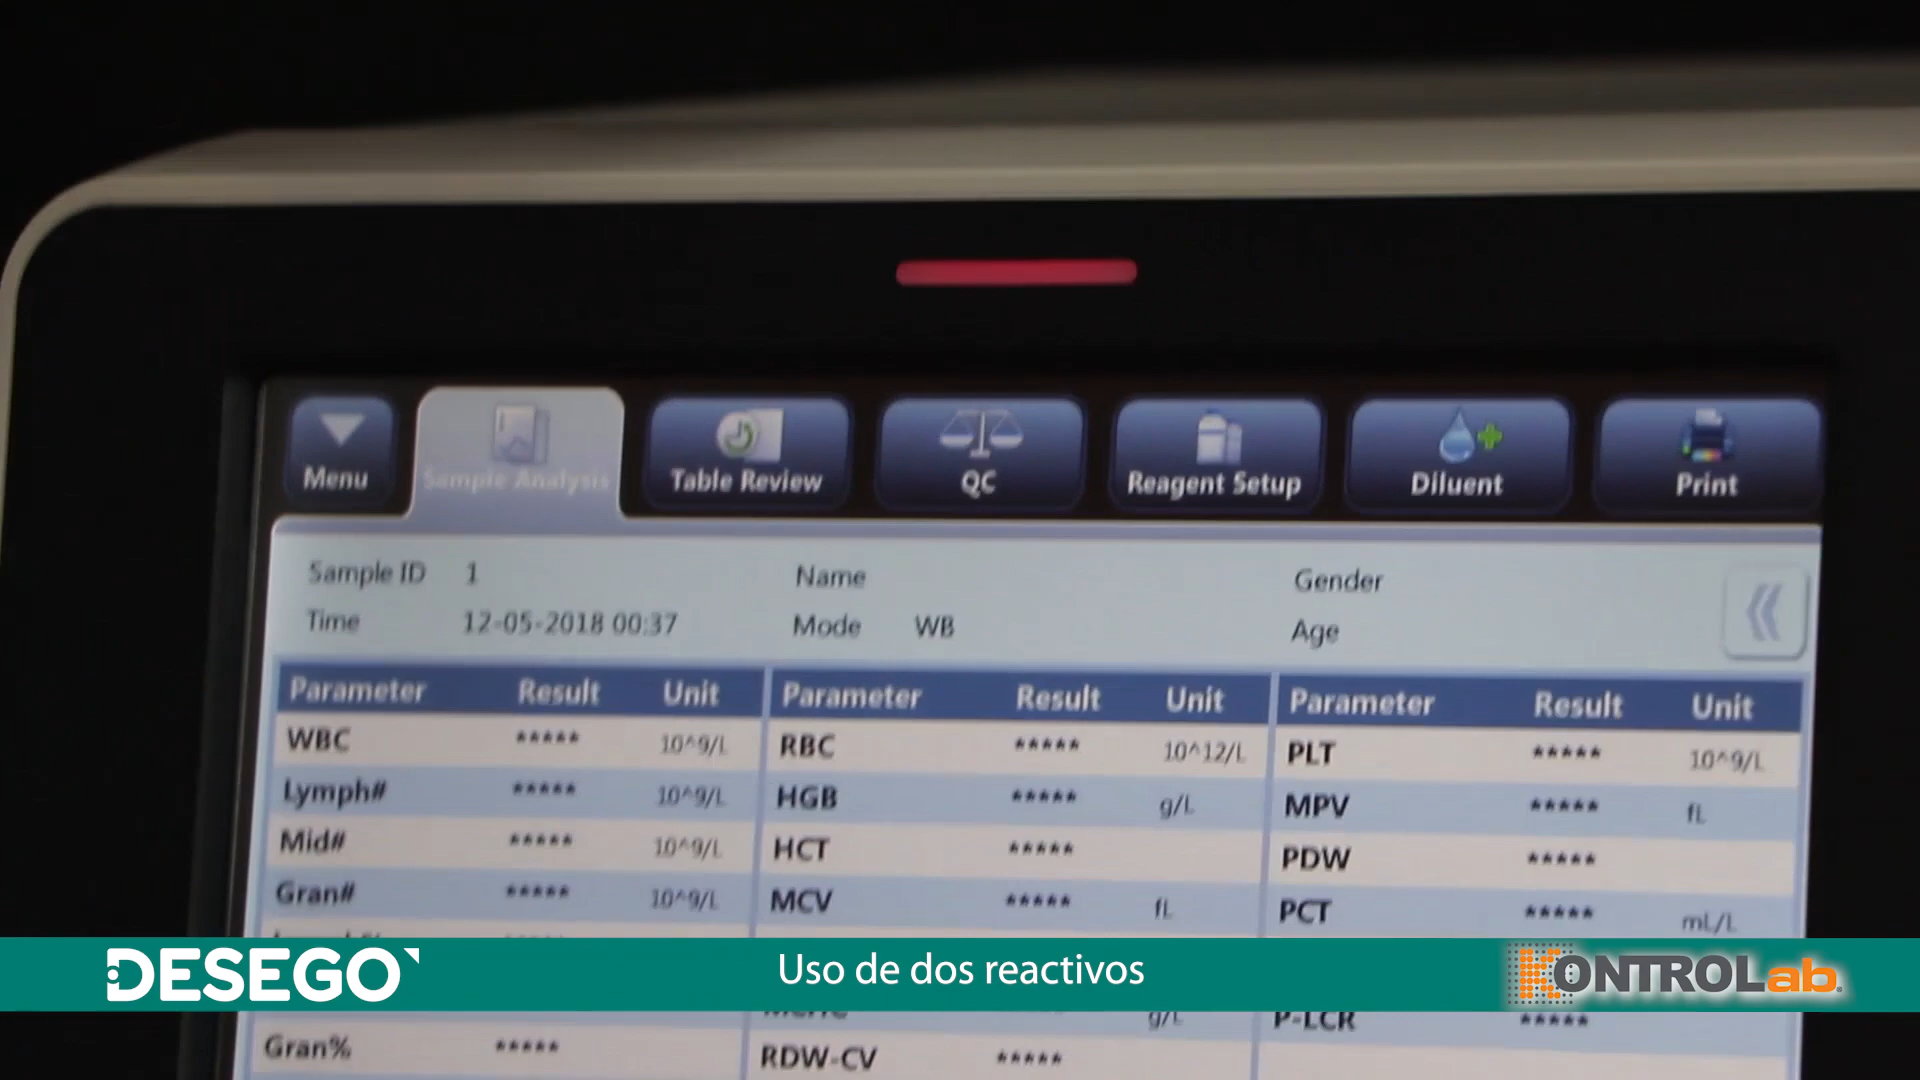 Menu
Sample Analysis
Table Review
QC
Reagent Setup
Diluent
Print
Sample ID 1 Name Gender
Time 12-05-2018 00:37 Mode WB Age
Parameter Result Unit Parameter Result Unit Parameter Result Unit
WBC ***** 10^9/L RBC ***** 10^12/L PLT ***** 10^9/L
Lymph# ***** 10^9/L HGB ***** g/L MPV ***** fL
Mid# ***** 10^9/L HCT ***** PDW *****
Gran# ***** 10^9/L MCV ***** fL PCT ***** mL/L
DESEGO Uso de dos reactivos KONTROLab
g/L P-LCR *****
Gran% ***** RDW-CV *****